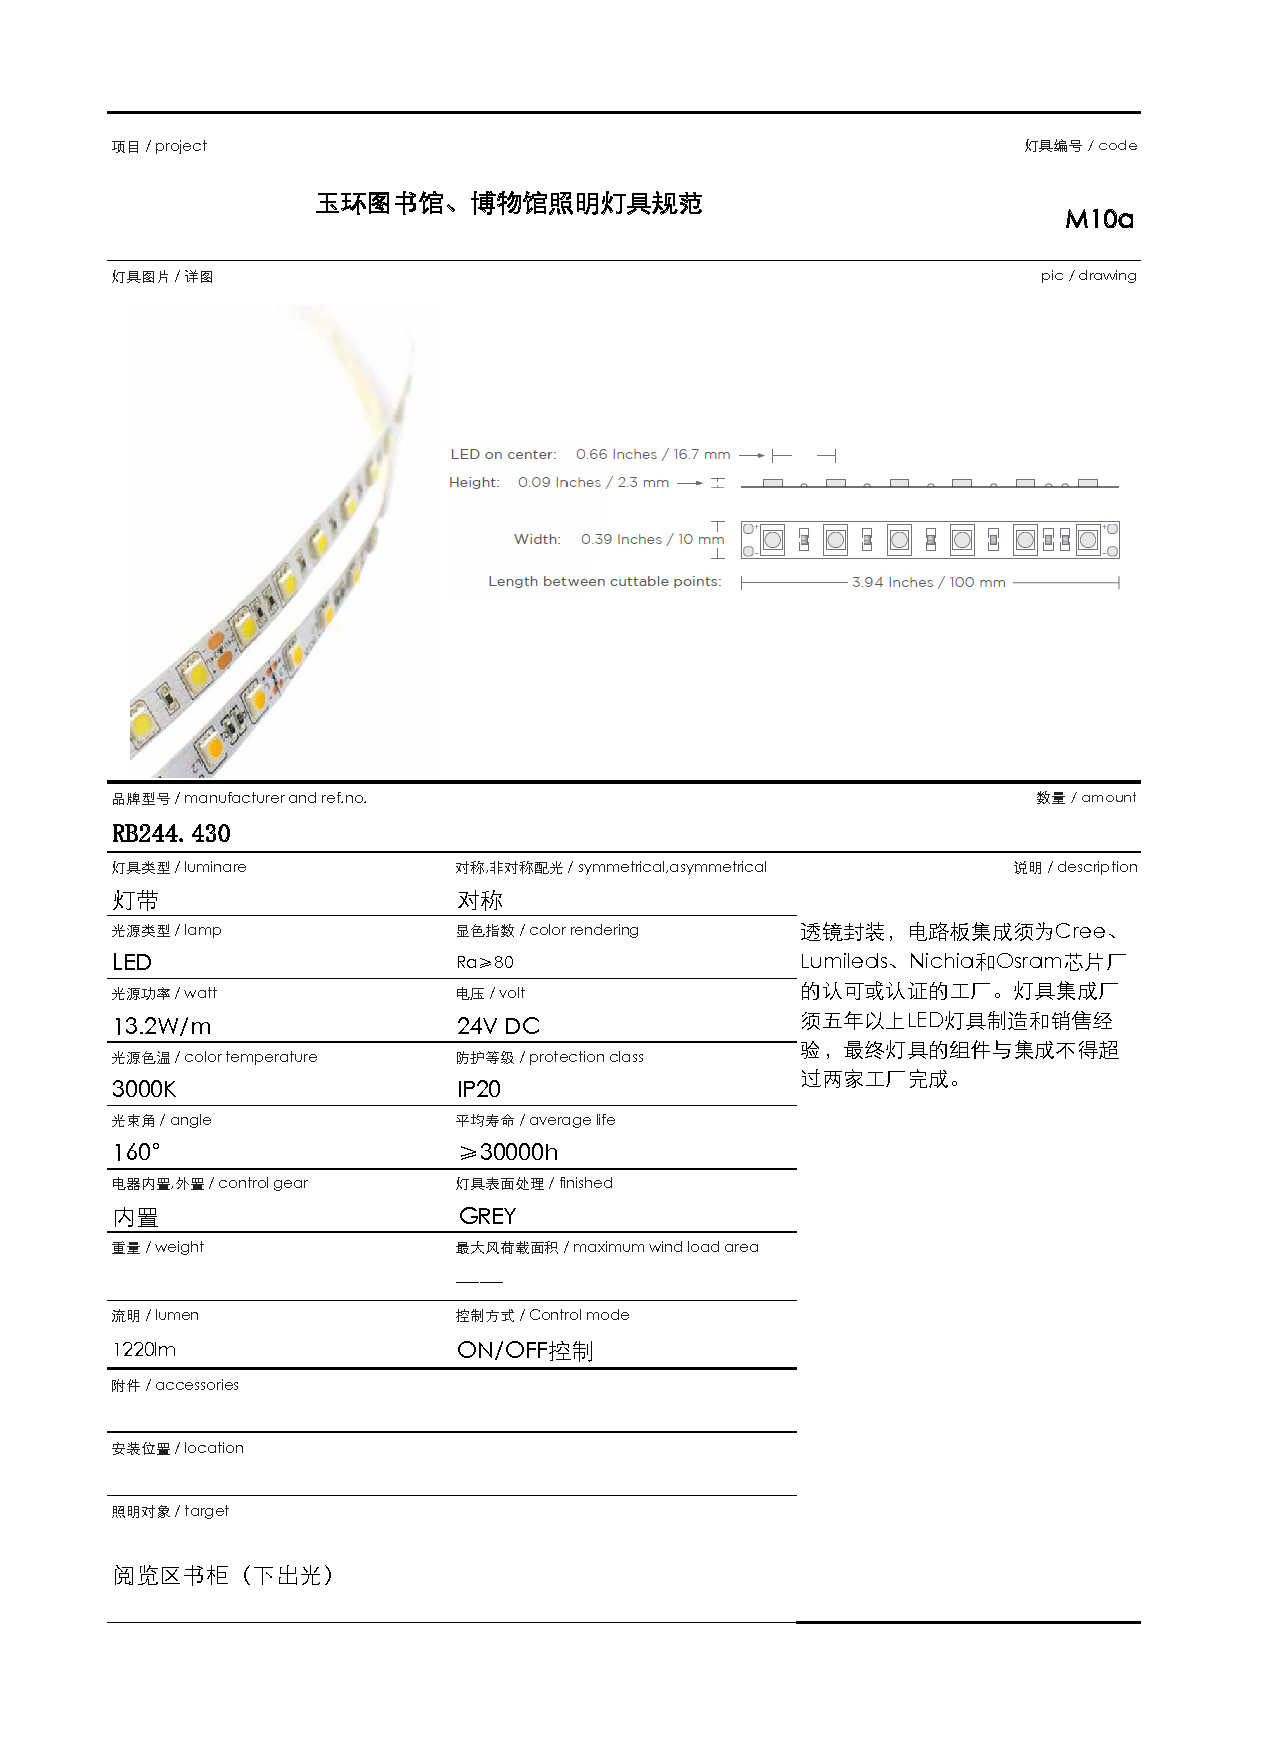 项目 / project
灯具编号 / code
玉环图书馆、博物馆照明灯具规范
M10a
灯具图片 / 详图
pic / drawing
LED on center: 0.66 Inches / 16.7 mm
Height: 0.09 Inches / 2.3 mm
Width: 0.39 Inches / 10 mm
Length between cuttable points: 3.94 Inches / 100 mm
品牌型号 / manufacturer and ref.no.
数量 / amount
RB244.430
灯具类型 / luminare
对称,非对称配光 / symmetrical,asymmetrical
说明 / description
灯带
对称
光源类型 / lamp
显色指数 / color rendering
LED
Ra≥80
光源功率 / watt
电压 / volt
13.2W/m
24V DC
光源色温 / color temperature
防护等级 / protection class
3000K
IP20
光束角 / angle
平均寿命 / average life
160°
≥30000h
电器内置,外置 / control gear
灯具表面处理 / finished
内置
GREY
重量 / weight
最大风荷载面积 / maximum wind load area
——
流明 / lumen
控制方式 / Control mode
1220lm
ON/OFF控制
附件 / accessories
安装位置 / location
照明对象 / target
阅览区书柜（下出光）
透镜封装，电路板集成须为Cree、
Lumileds、Nichia和Osram芯片厂
的认可或认证的工厂。灯具集成厂
须五年以上LED灯具制造和销售经
验，最终灯具的组件与集成不得超
过两家工厂完成。